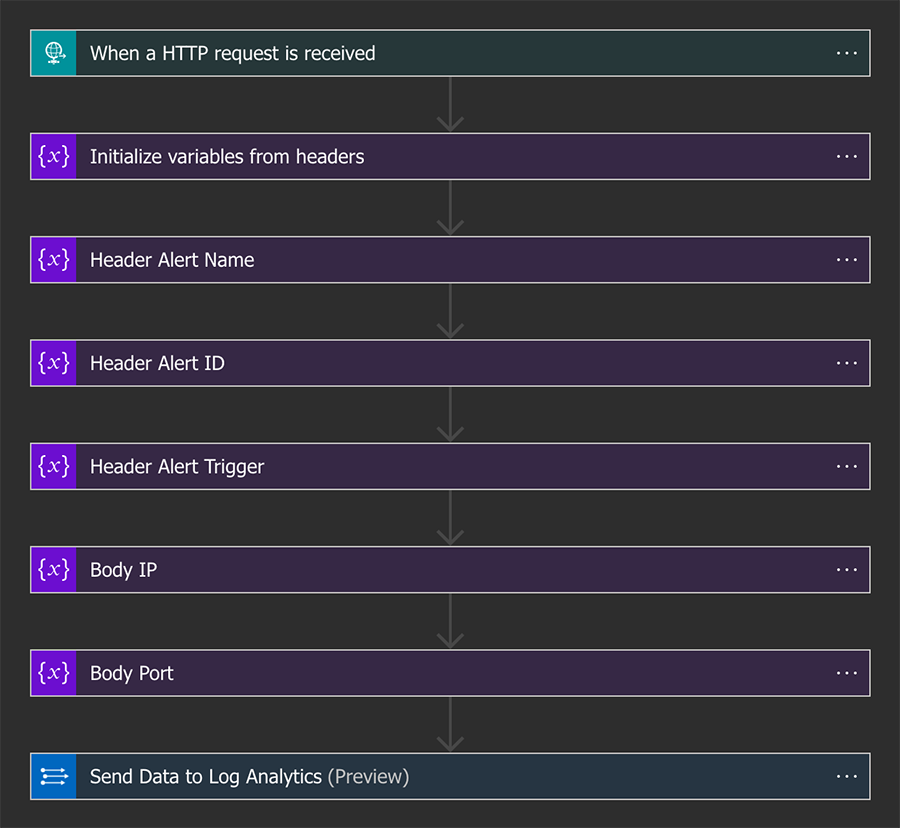 When a HTTP request is received
{x} Initialize variables from headers
{x} Header Alert Name
{x} Header Alert ID
{x} Header Alert Trigger
{x} Body IP
{x} Body Port
Send Data to Log Analytics (Preview)